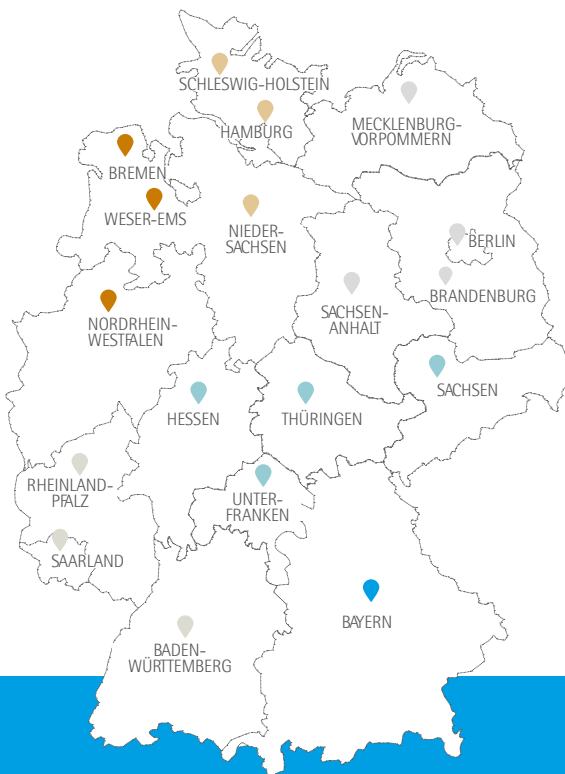 SCHLESWIG-HOLSTEIN
HAMBURG
MECKLENBURG-
VORPOMMERN
BREMEN
WESER-EMS
NIEDER-
SACHSEN
BERLIN
BRANDENBURG
SACHSEN-
ANHALT
NORDRHEIN-
WESTFALEN
HESSEN
THÜRINGEN
SACHSEN
RHEINLAND-
PFALZ
UNTER-
FRANKEN
SAARLAND
BAYERN
BADEN-
WÜRTTEMBERG